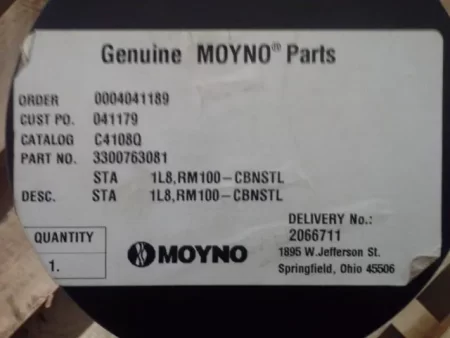 Genuine MOYNO® Parts
ORDER 0004041189
CUST PO. 041179
CATALOG C4108Q
PART NO. 3300763081
STA 1L8,RM100-CBNSTL
DESC. STA 1L8,RM100-CBNSTL
DELIVERY No.:
2066711
QUANTITY
1.
MOYNO
1895 W.Jefferson St.
Springfield, Ohio 45506